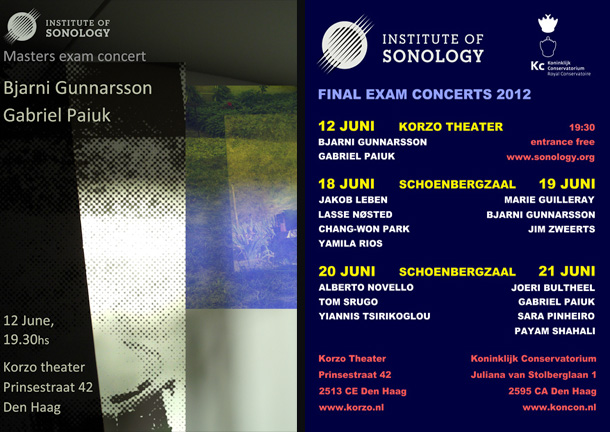 INSTITUTE OF
SONOLOGY
Masters exam concert
Bjarni Gunnarsson
Gabriel Paiuk
12 June,
19.30hs
Korzo theater
Prinsestraat 42
Den Haag
INSTITUTE OF
SONOLOGY
Kc Koninklijk
Conservatorium
Royal Conservatoire
FINAL EXAM CONCERTS 2012
12 JUNI KORZO THEATER 19:30
BJARNI GUNNARSSON entrance free
GABRIEL PAIUK www.sonology.org
18 JUNI SCHOENBERGZAAL 19 JUNI
JAKOB LEBEN MARIE GUILLERAY
LASSE NØSTED BJARNI GUNNARSSON
CHANG-WON PARK JIM ZWEERTS
YAMILA RIOS
20 JUNI SCHOENBERGZAAL 21 JUNI
ALBERTO NOVELLO JOERI BULTHEEL
TOM SRUGO GABRIEL PAIUK
YIANNIS TSIRIKOGLOU SARA PINHEIRO
PAYAM SHAHALI
Korzo Theater Koninklijk Conservatorium
Prinsestraat 42 Juliana van Stolberglaan 1
2513 CE Den Haag 2595 CA Den Haag
www.korzo.nl www.koncon.nl